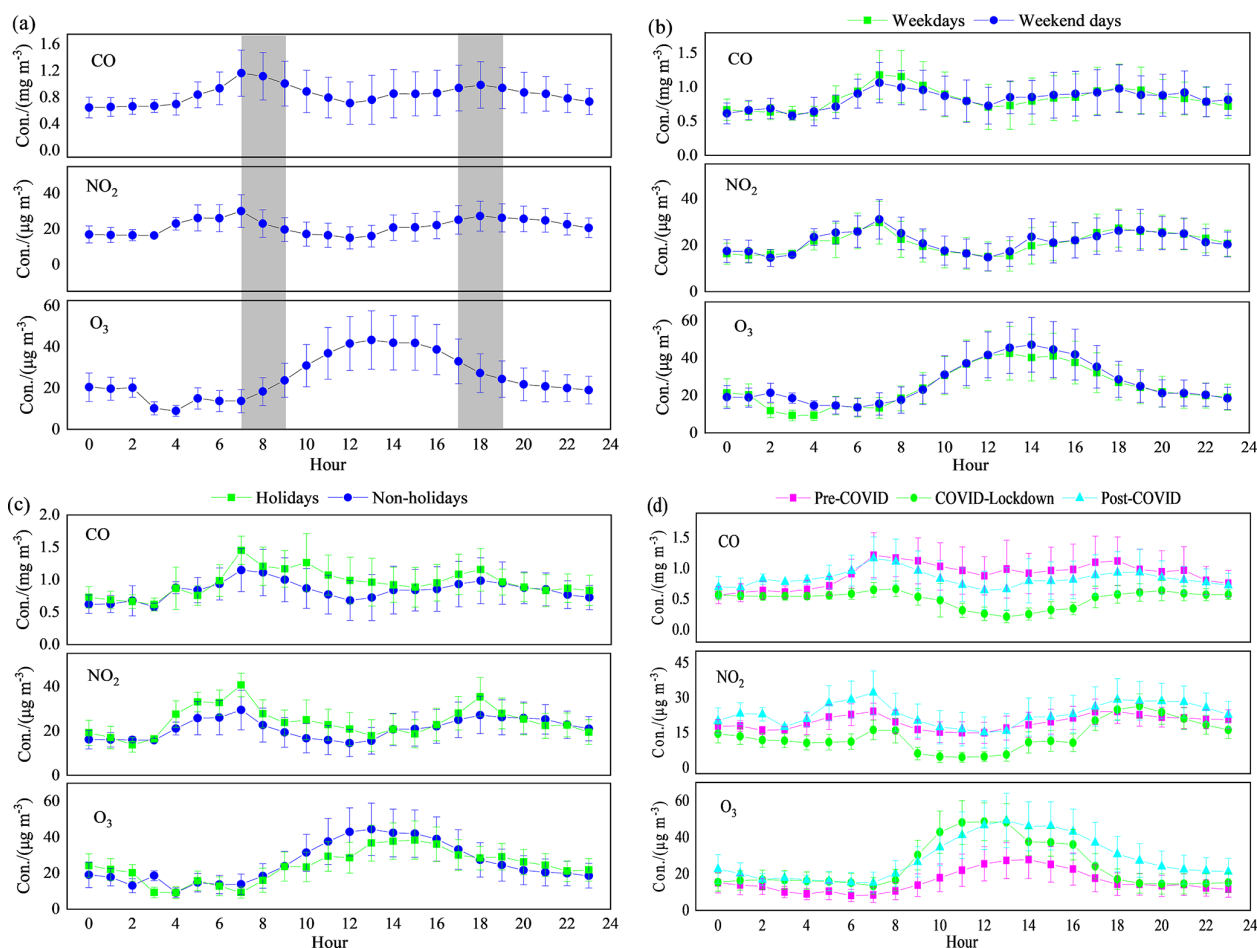 (a)
CO
Con./(mg m-3)
1.6
1.2
0.8
0.4
0.0
NO2
Con./(μg m-3)
40
20
0
O3
Con./(μg m-3)
60
40
20
0
0 2 4 6 8 10 12 14 16 18 20 22 24
Hour
(b)
Weekdays Weekend days
CO
Con./(mg m-3)
1.5
1.0
0.5
0.0
NO2
Con./(μg m-3)
40
20
0
O3
Con./(μg m-3)
60
40
20
0
0 2 4 6 8 10 12 14 16 18 20 22 24
Hour
(c)
Holidays Non-holidays
CO
Con./(mg m-3)
2.0
1.5
1.0
0.5
0.0
NO2
Con./(μg m-3)
40
20
0
O3
Con./(μg m-3)
60
40
20
0
0 2 4 6 8 10 12 14 16 18 20 22 24
Hour
(d)
Pre-COVID COVID-Lockdown Post-COVID
CO
Con./(mg m-3)
1.5
1.0
0.5
0.0
NO2
Con./(μg m-3)
45
30
15
0
O3
Con./(μg m-3)
60
40
20
0
0 2 4 6 8 10 12 14 16 18 20 22 24
Hour